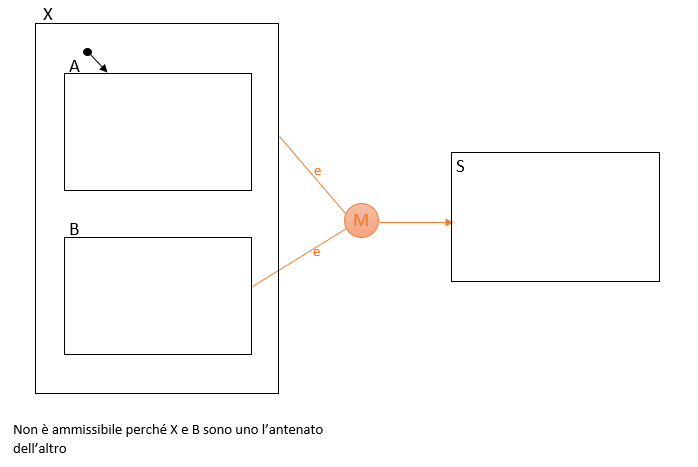 X
A
e
S
M
B
e
Non è ammissibile perché X e B sono uno l'antenato
dell'altro